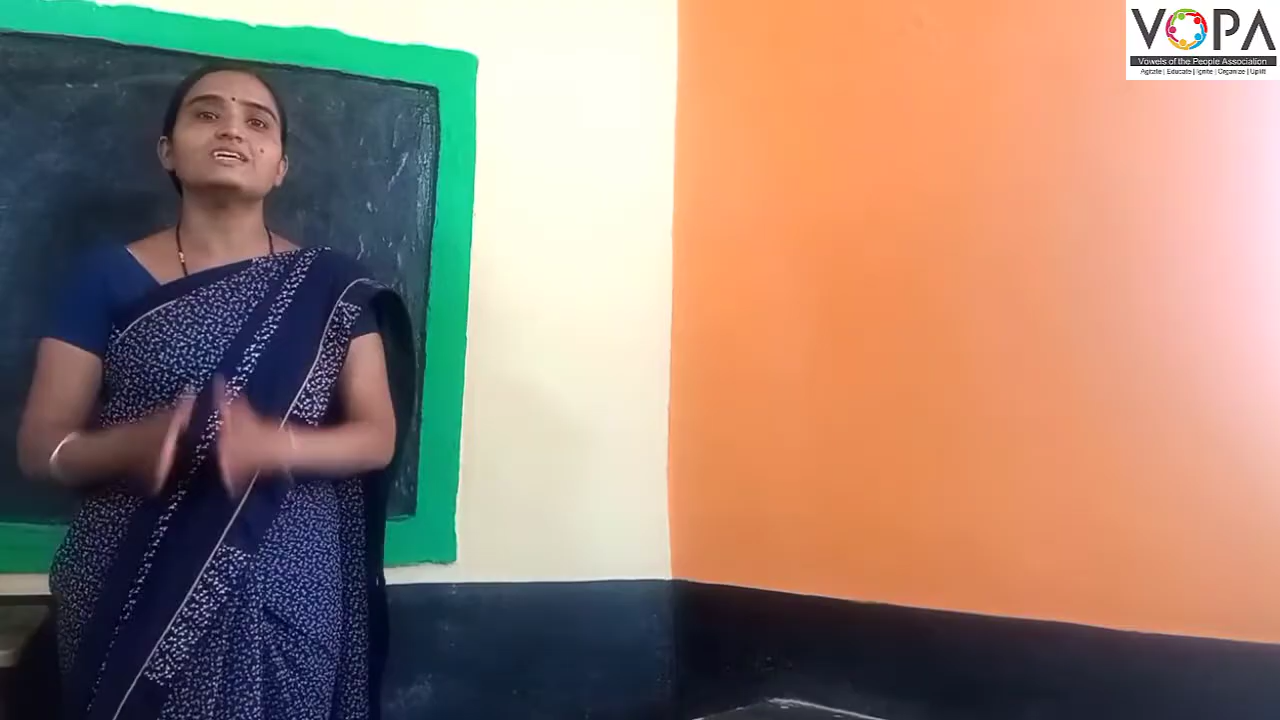 VOPA
Vowels of the People Association
Agitate | Educate | Ignite | Organize | Uplift